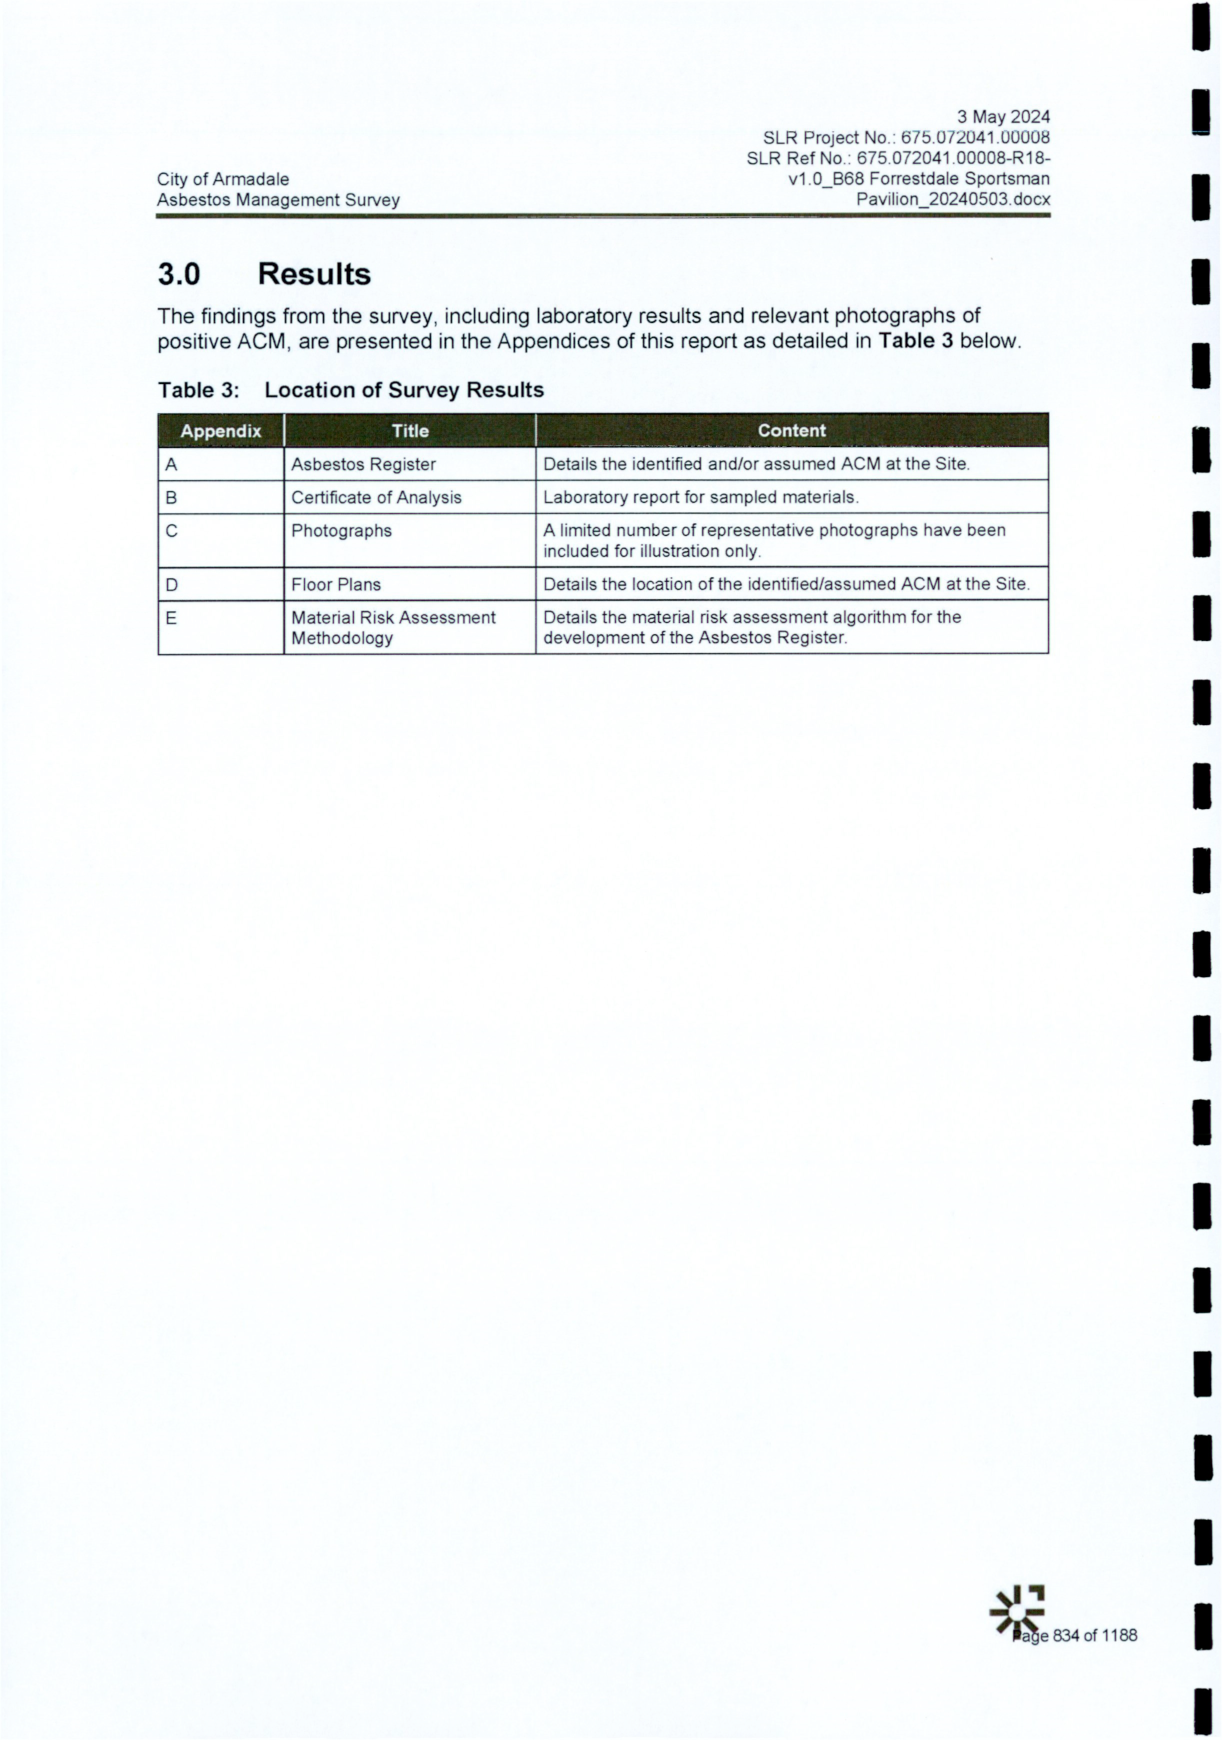 3 May 2024
SLR Project No.: 675.072041.00008
SLR Ref No.: 675.072041.00008-R18-
v1.0_B68 Forrestdale Sportsman
Pavilion_20240503.docx
City of Armadale
Asbestos Management Survey
3.0 Results
The findings from the survey, including laboratory results and relevant photographs of
positive ACM, are presented in the Appendices of this report as detailed in Table 3 below.
Table 3: Location of Survey Results
Appendix Title Content
A Asbestos Register Details the identified and/or assumed ACM at the Site.
B Certificate of Analysis Laboratory report for sampled materials.
C Photographs A limited number of representative photographs have been
included for illustration only.
D Floor Plans Details the location of the identified/assumed ACM at the Site.
E Material Risk Assessment Details the material risk assessment algorithm for the
Methodology development of the Asbestos Register.
Page 834 of 1188